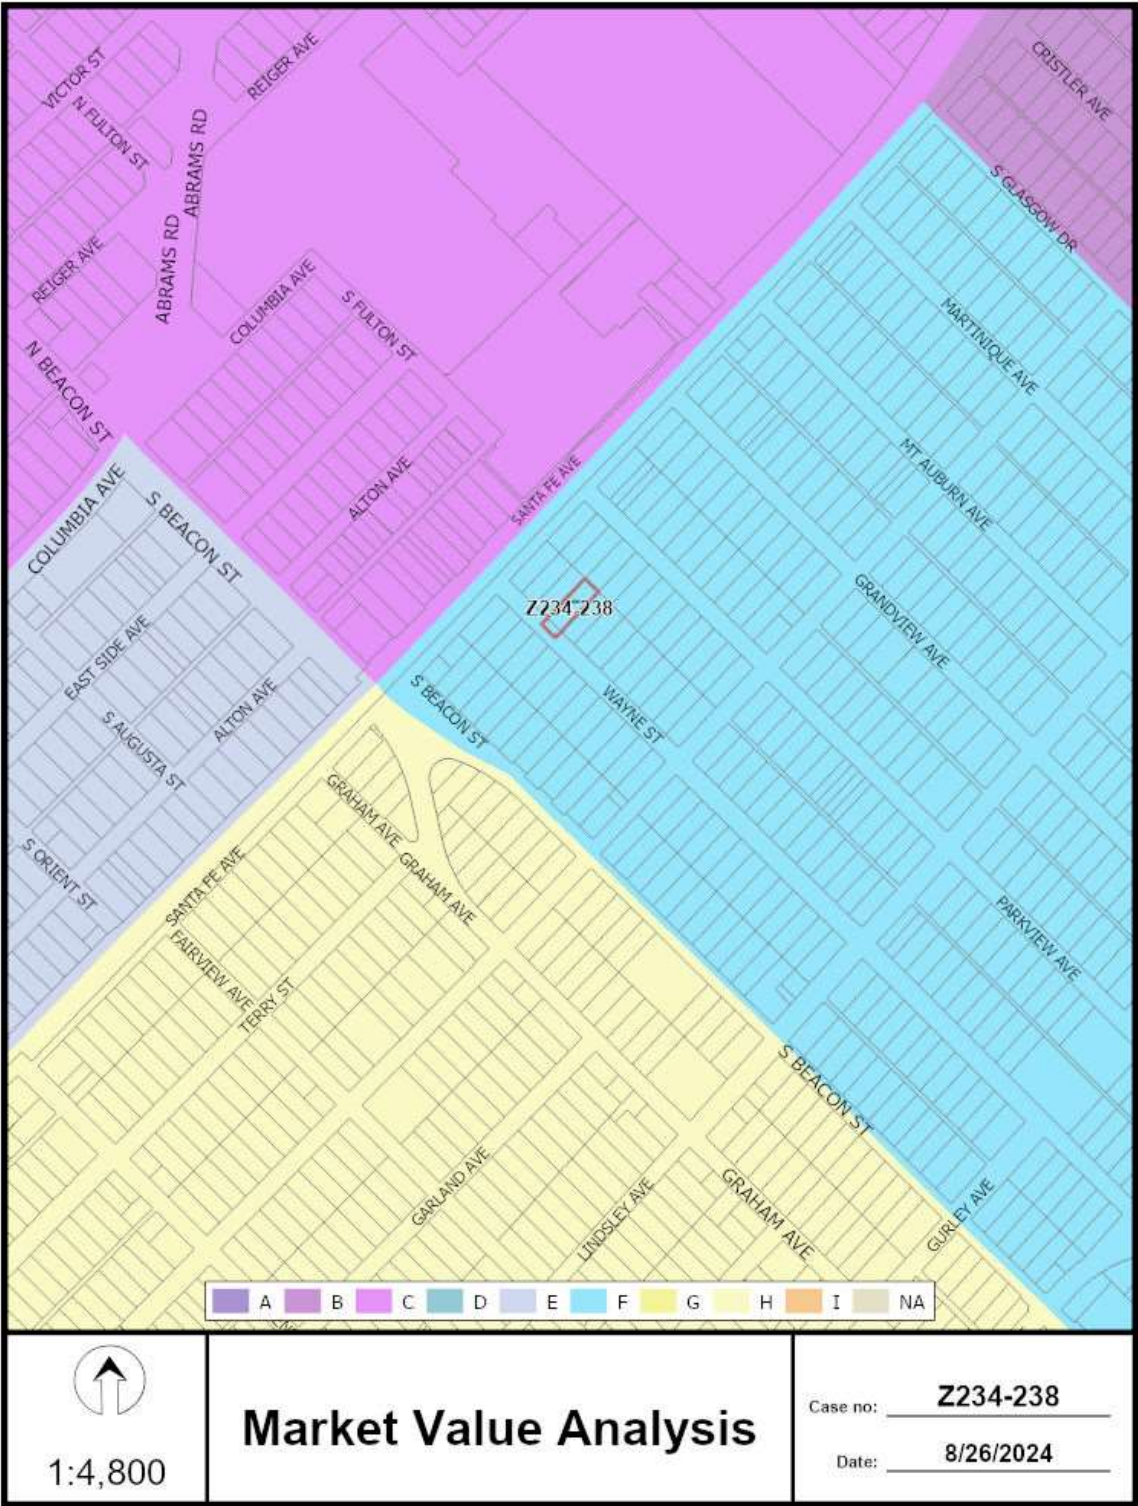 CRISTLER AVE
REIGER AVE
VICTOR ST
N FULTON ST
ABRAMS RD
S GLASGOW DR
ABRAMS RD
REIGER AVE
COLUMBIA AVE
S FULTON ST
MARTINIQUE AVE
N BEACON ST
MT AUBURN AVE
ALTON AVE
SANTA FE AVE
COLUMBIA AVE
S BEACON ST
Z234-238
GRANDVIEW AVE
EAST SIDE AVE
S BEACON ST
WAYNE ST
ALTON AVE
S AUGUSTA ST
GRAHAM AVE
GRAHAM AVE
S ORIENT ST
SANTA FE AVE
PARKVIEW AVE
FAIRVIEW AVE
TERRY ST
S BEACON ST
GARLAND AVE
LINDSLEY AVE
GRAHAM AVE
GURLEY AVE
A B C D E F G H I NA
1:4,800
Market Value Analysis
Case no: Z234-238
Date: 8/26/2024